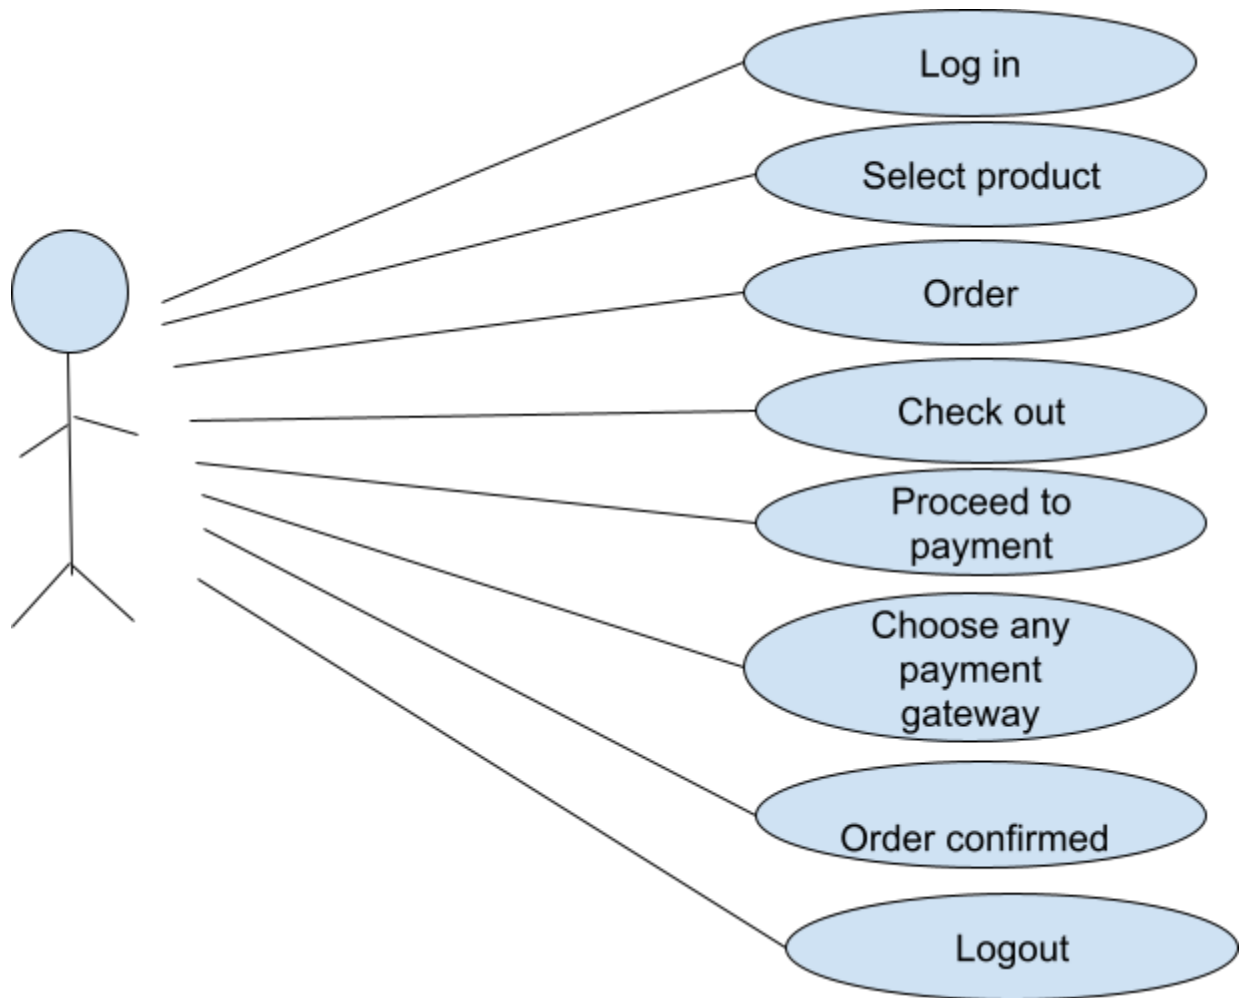 Log in
Select product
Order
Check out
Proceed to
payment
Choose any
payment
gateway
Order confirmed
Logout